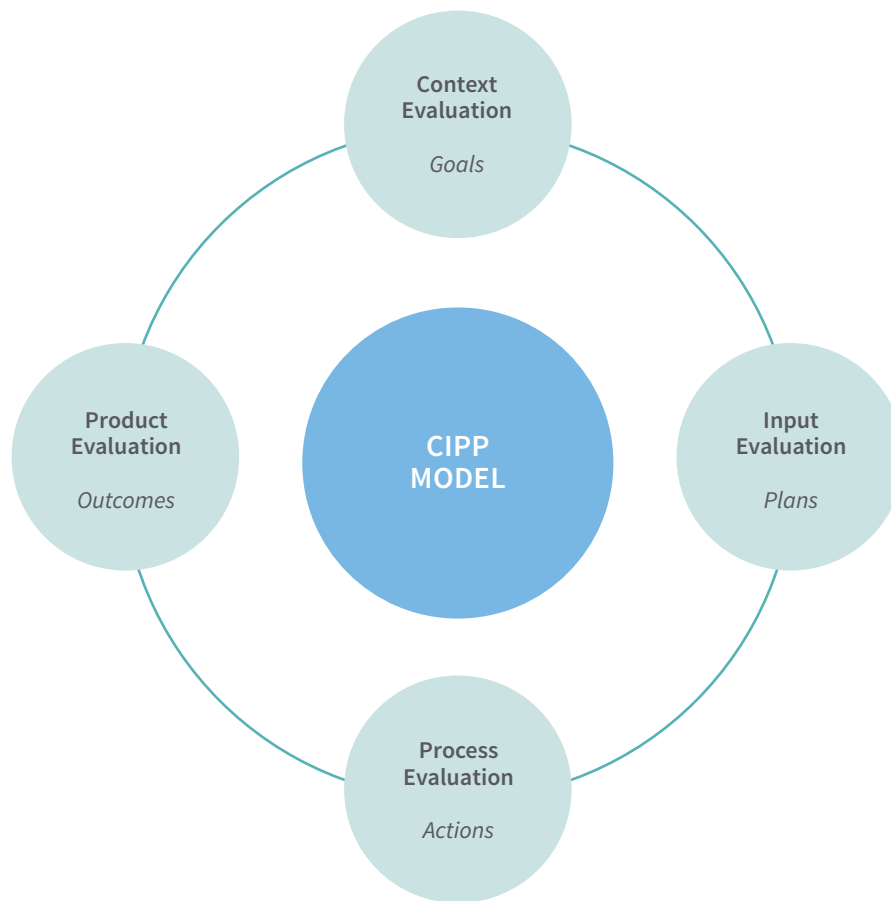 Context
Evaluation
Goals
Product
Evaluation
Outcomes
CIPP
MODEL
Input
Evaluation
Plans
Process
Evaluation
Actions